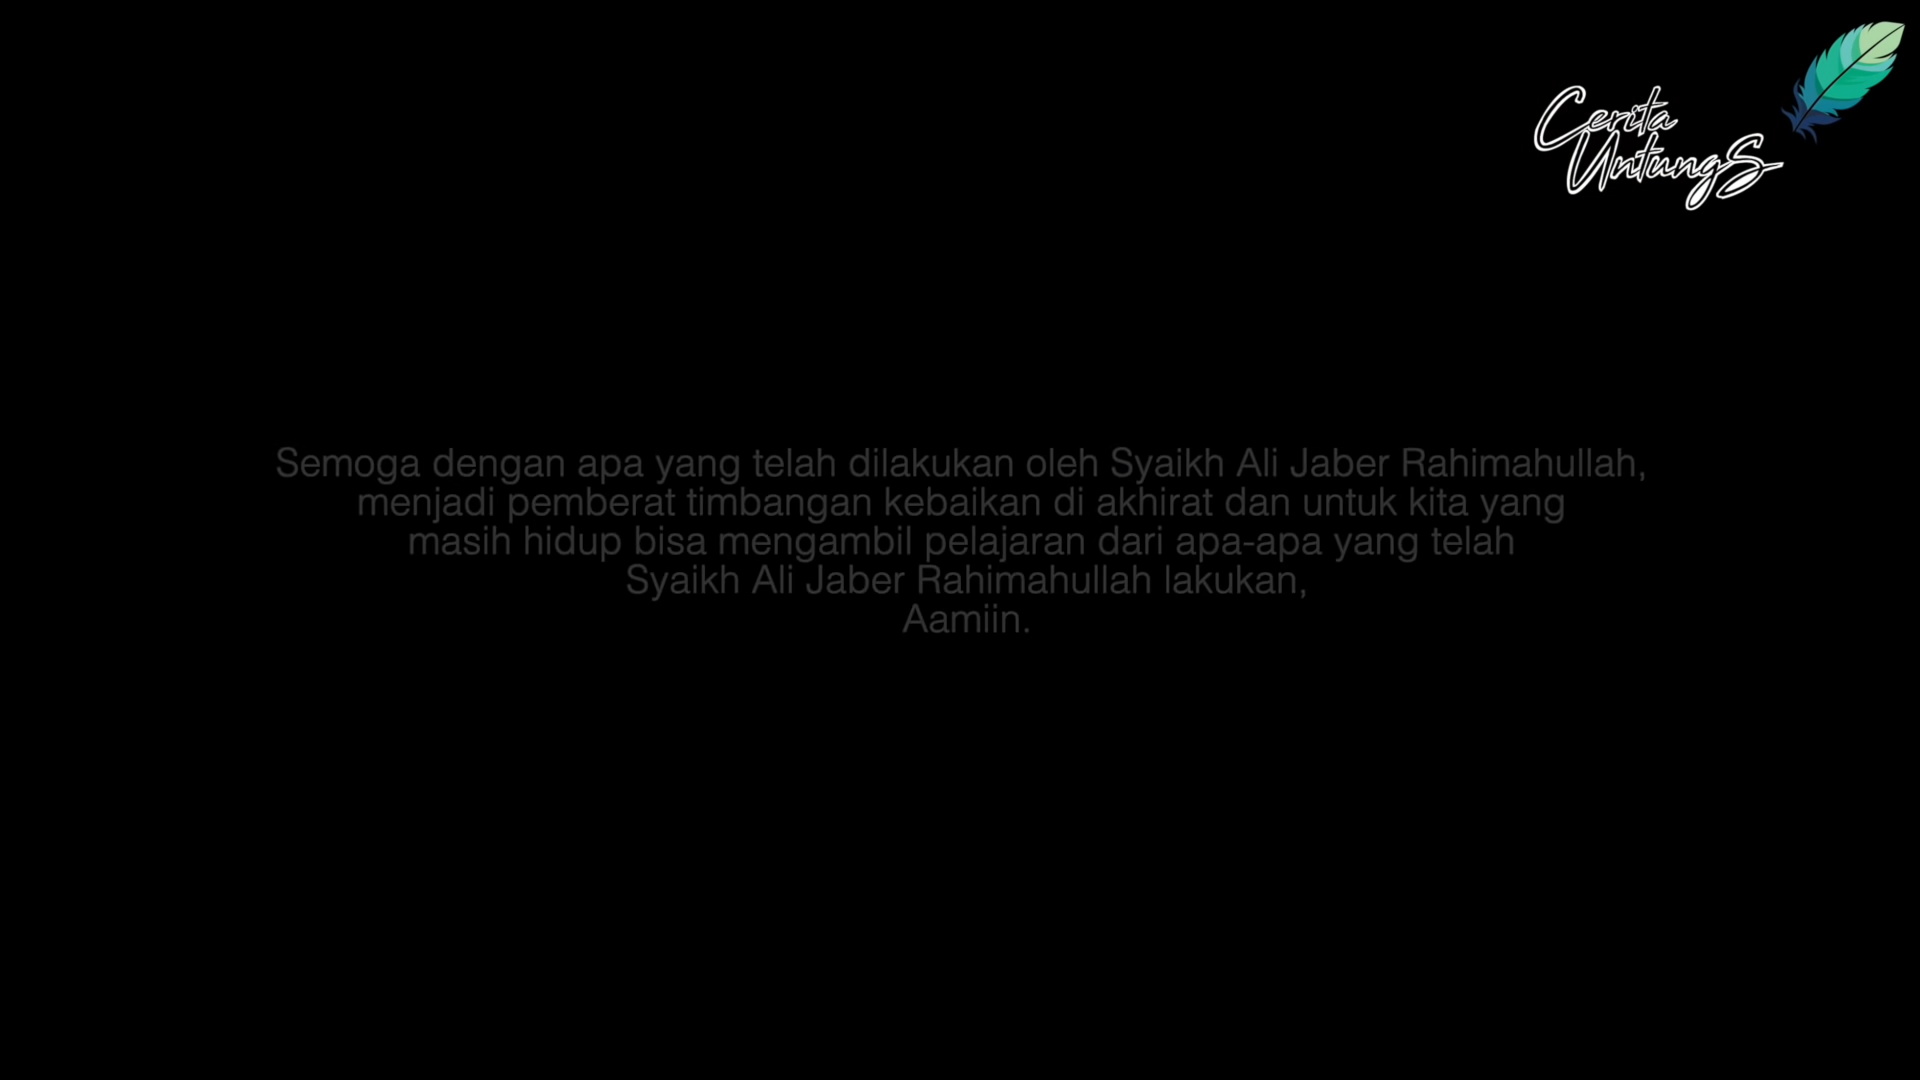 Cerita
UntungS
Semoga dengan apa yang telah dilakukan oleh Syaikh Ali Jaber Rahimahullah,
menjadi pemberat timbangan kebaikan di akhirat dan untuk kita yang
masih hidup bisa mengambil pelajaran dari apa-apa yang telah
Syaikh Ali Jaber Rahimahullah lakukan,
Aamiin.